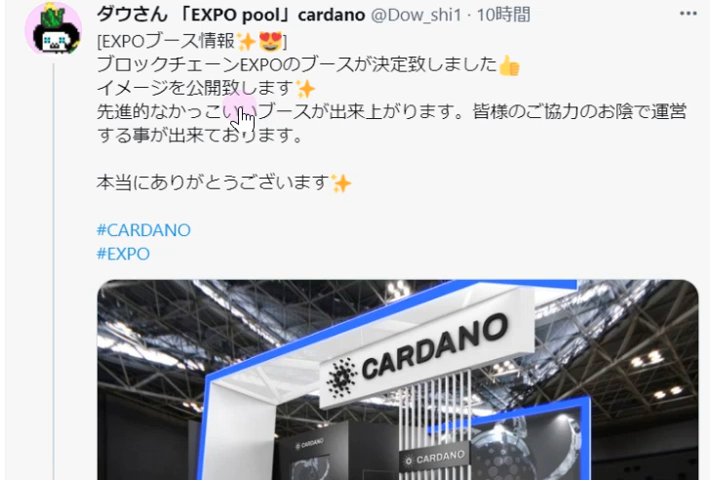 ダウさん 「EXPO pool」cardano @Dow_shi1 · 10時間
[EXPOブース情報✨😻]
ブロックチェーンEXPOのブースが決定致しました👍
イメージを公開致します✨
先進的なかっこいいブースが出来上がります。皆様のご協力のお陰で運営
する事が出来ております。
本当にありがとうございます✨
#CARDANO
#EXPO
CARDANO
CARDANO
CARDANO